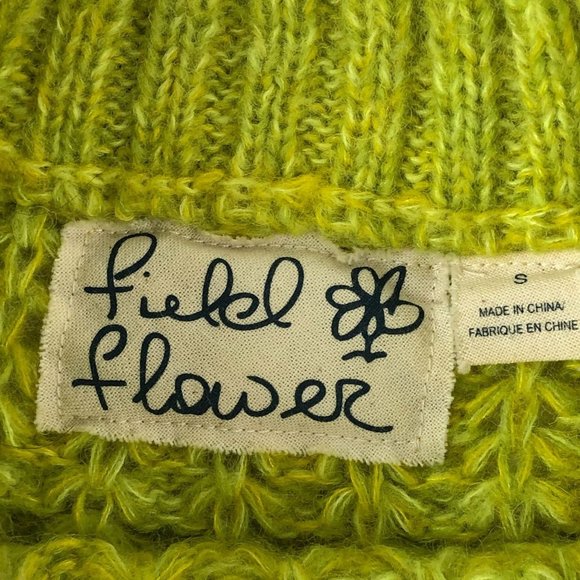 field
flower
S
MADE IN CHINA/
FABRIQUE EN CHINE